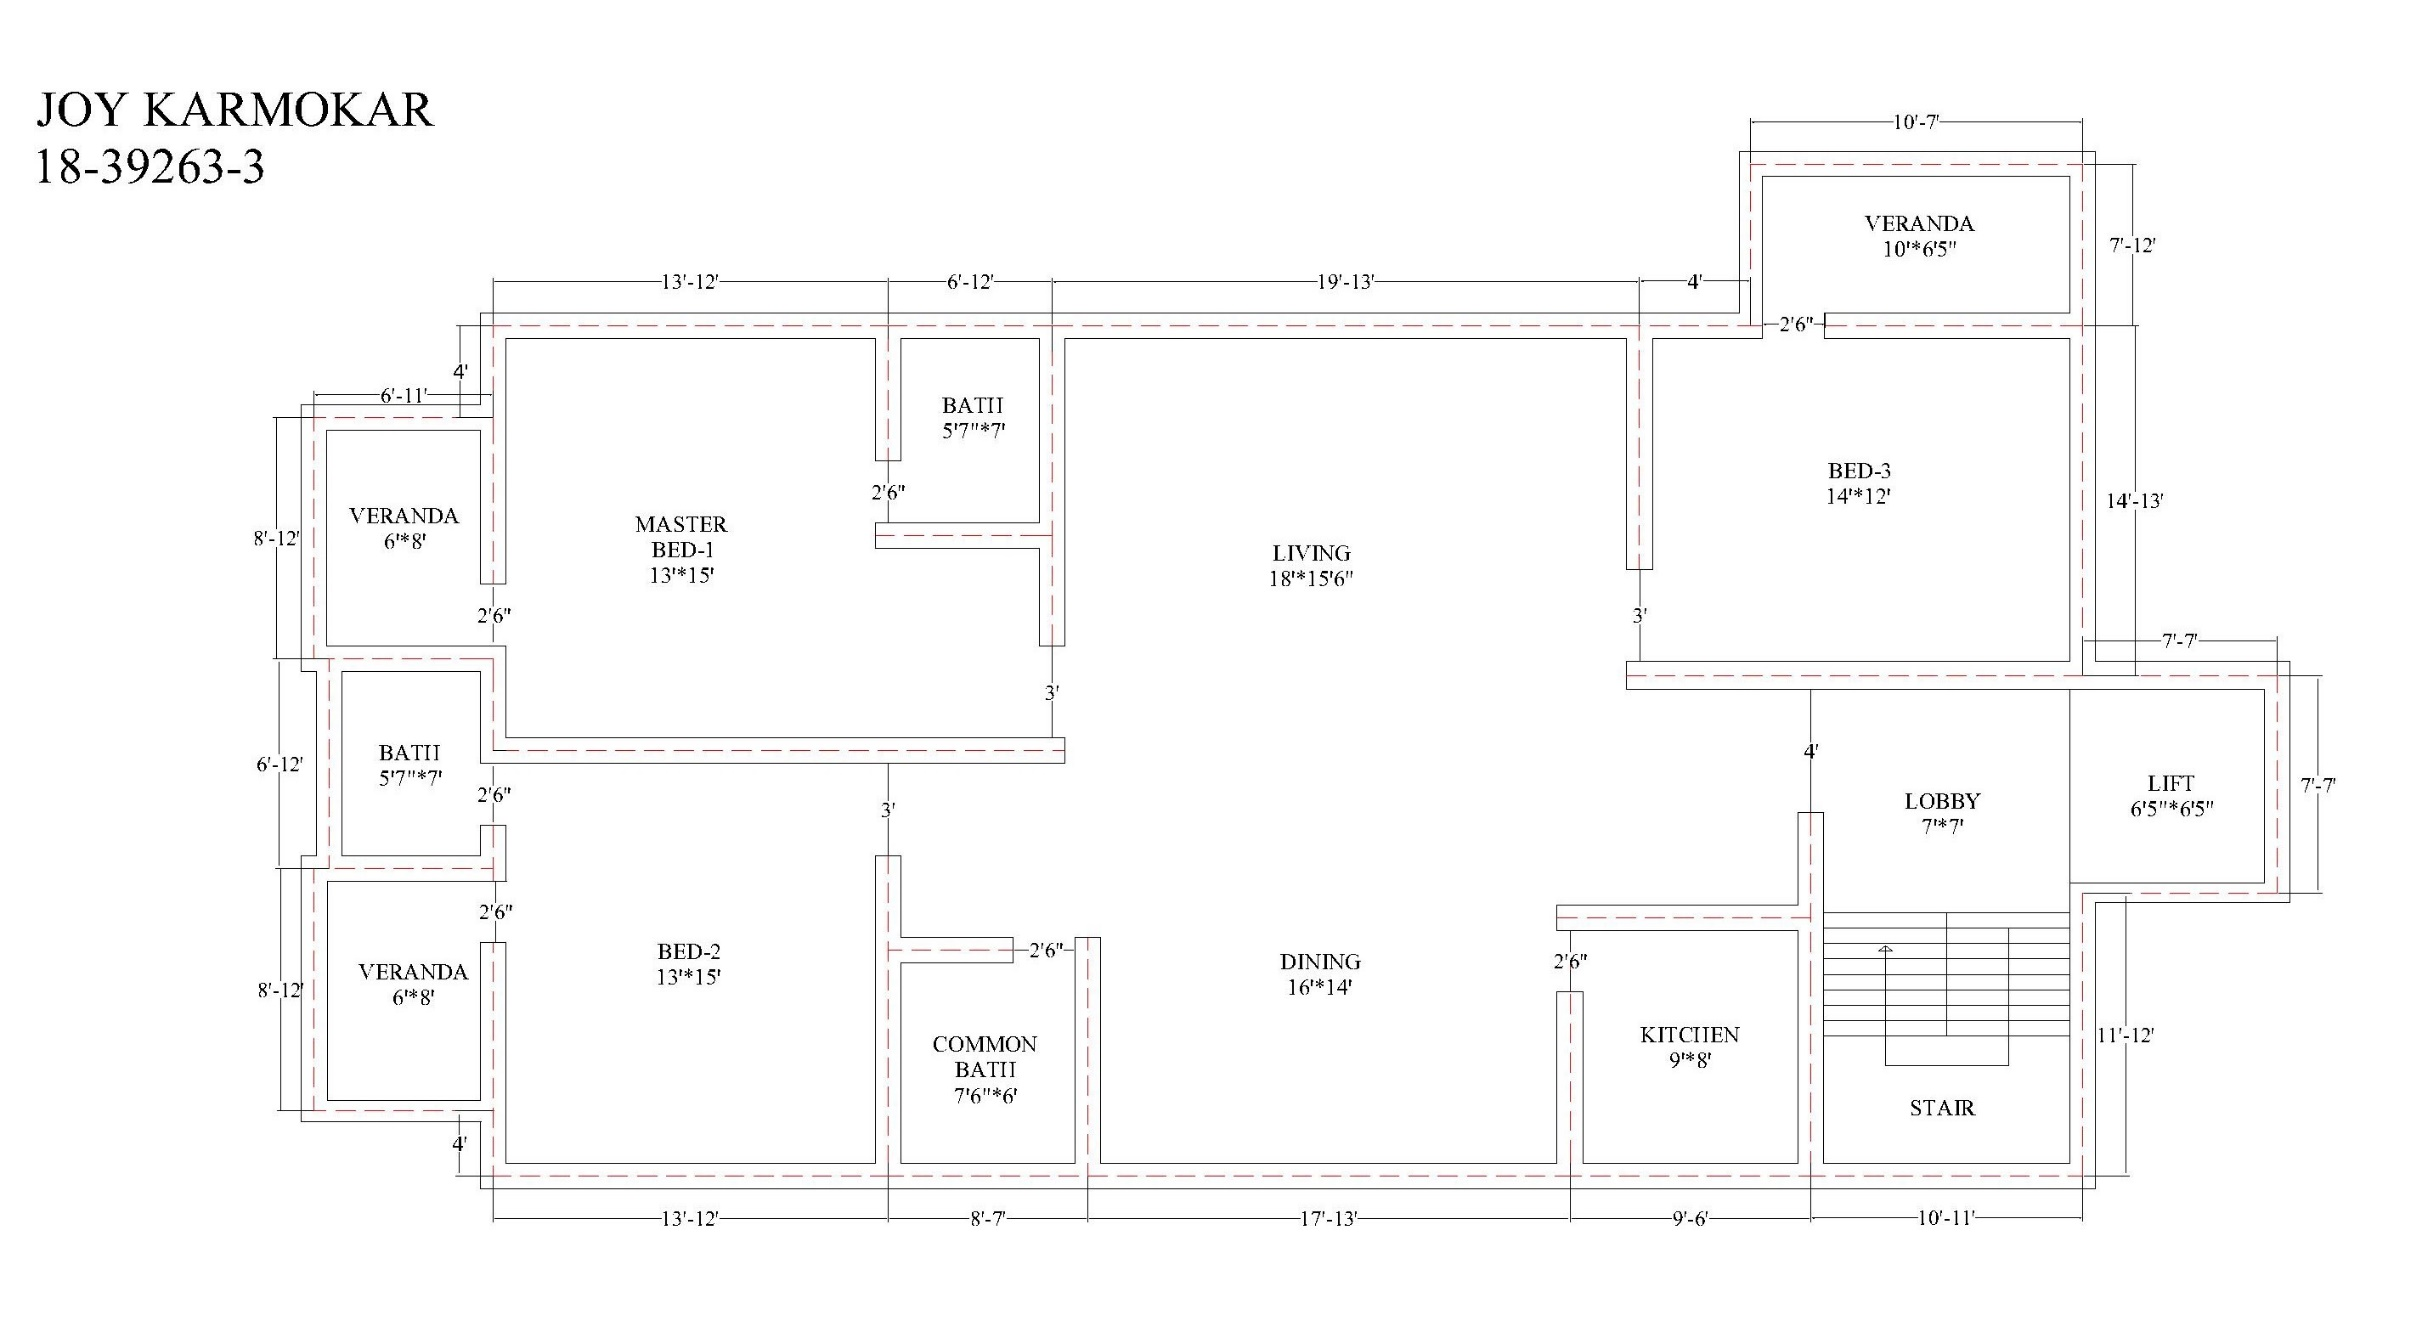 JOY KARMOKAR
18-39263-3
10'-7'
VERANDA
10'*6'5"
7'-12'
13'-12'
6'-12'
19'-13'
4'
2'6"
4'
6'-11'
BATH
5'7"*7'
BED-3
14'*12'
2'6"
14'-13'
VERANDA
6'*8'
8'-12'
MASTER
BED-1
13'*15'
LIVING
18'*15'6"
2'6"
3'
7'-7'
3'
4'
BATH
5'7"*7'
6'-12'
2'6"
3'
LOBBY
7'*7'
LIFT
6'5"*6'5"
7'-7'
2'6"
BED-2
13'*15'
2'6"
DINING
16'*14'
2'6"
VERANDA
6'*8'
8'-12'
COMMON
BATH
7'6"*6'
KITCHEN
9'*8'
11'-12'
STAIR
4'
13'-12'
8'-7'
17'-13'
9'-6'
10'-11'